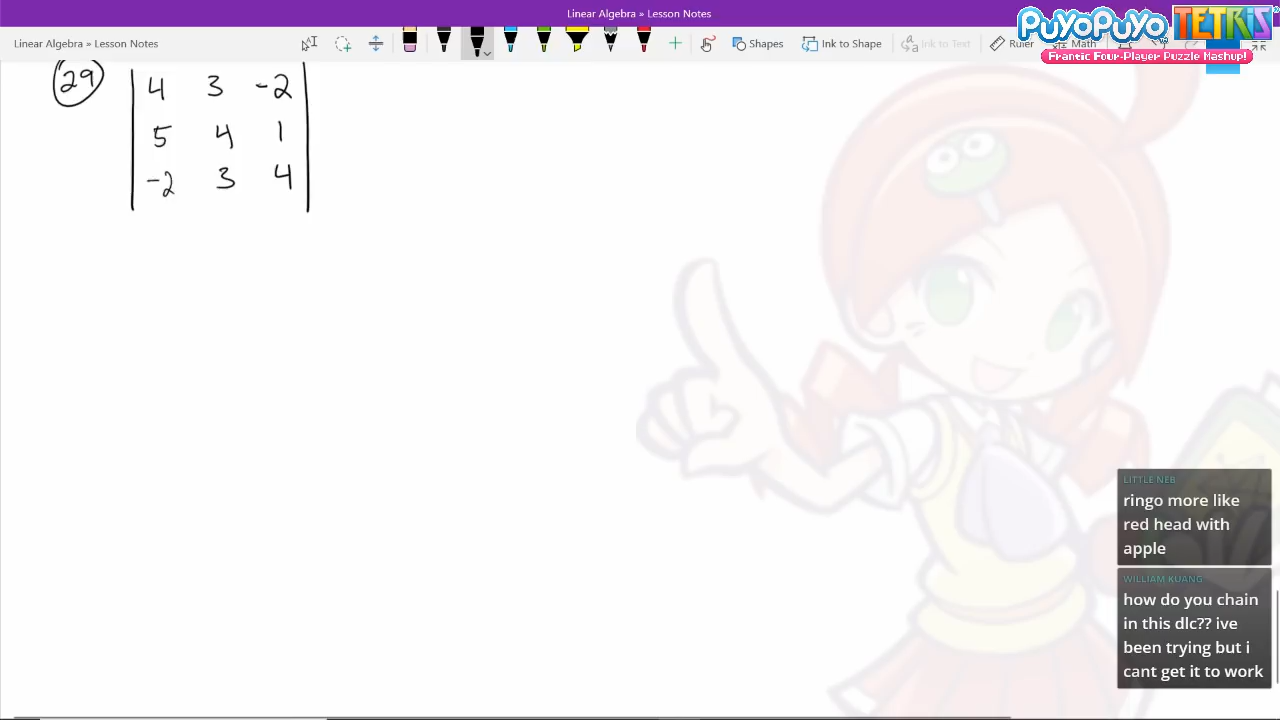 Linear Algebra » Lesson Notes
Linear Algebra » Lesson Notes
Shapes
Ink to Shape
Ink to Text
Ruler
Math
PUYOPUYO TETRIS
Frantic Four-Player Puzzle Mashup!
29
4 3 -2
5 4 1
-2 3 4
LITTLE NEB
ringo more like
red head with
apple
WILLIAM KUANG
how do you chain
in this dlc?? ive
been trying but i
cant get it to work